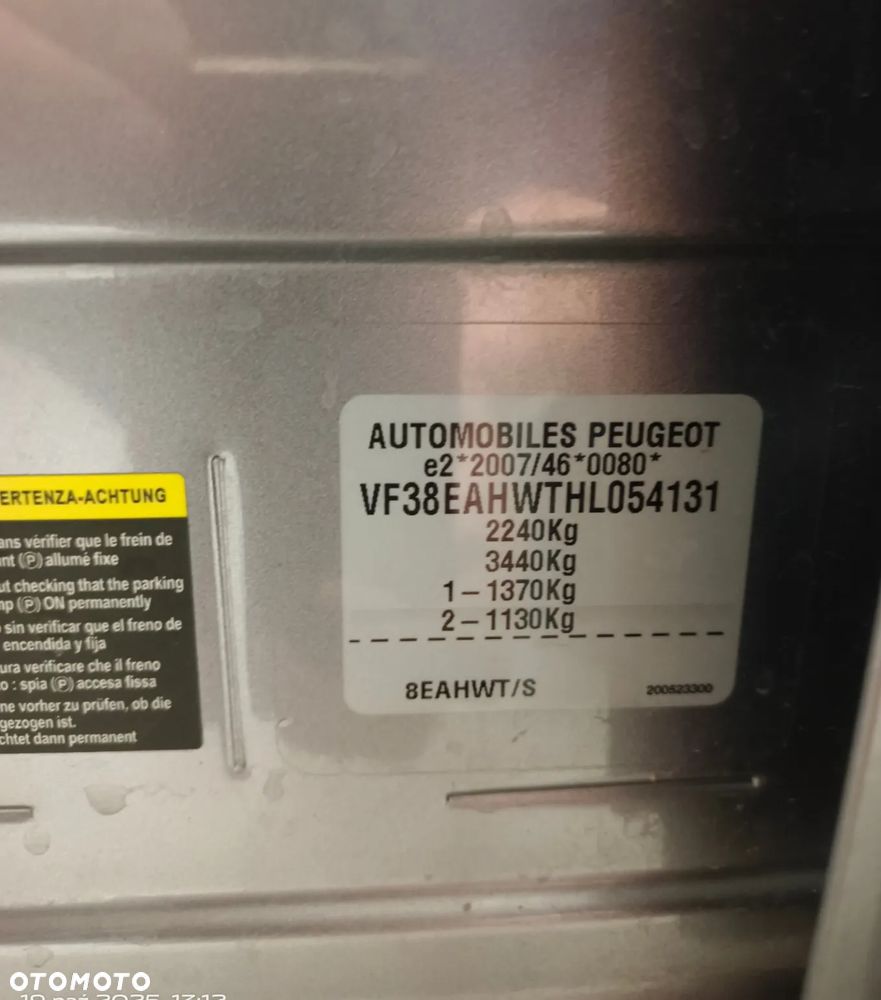 AUTOMOBILES PEUGEOT
e2*2007/46*0080*
VF38EAHWTHL054131
2240Kg
3440Kg
1-1370Kg
2-1130Kg
8EAHWT/S
200523300
ERTENZA-ACHTUNG
ans vérifier que le frein de
nt (P) allumé fixe
ut checking that the parking
mp (P) ON permanently
sin verificar que el freno de
encendida y fija
ura verificare che il freno
o : spia (P) accesa fissa
ne vorher zu prüfen, ob die
gezogen ist.
chtet dann permanent
OTOMOTO